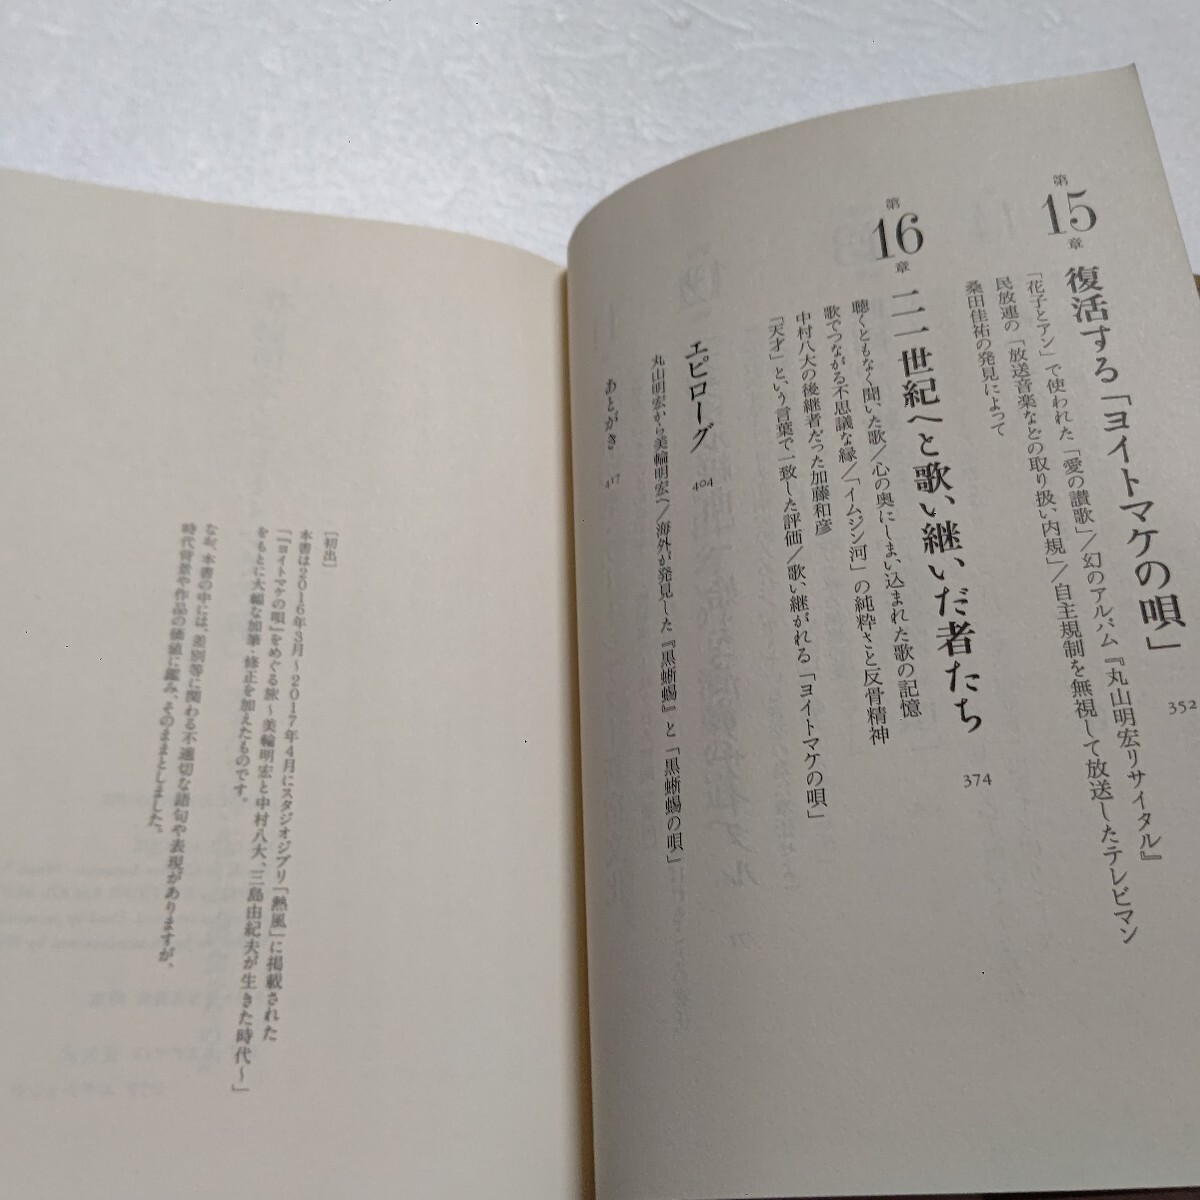 第15章 復活する「ヨイトマケの唄」 352
『花子とアン』で使われた「愛の讃歌」/幻のアルバム『丸山明宏リサイタル』
民放連の「放送音楽などの取り扱い内規」/自主規制を無視して放送したテレビマン
桑田佳祐の発見によって
第16章 二一世紀へと歌い継いだ者たち 374
聴くともなく聞いた歌/心の奥にしまい込まれた歌の記憶
歌でつながる不思議な縁/「イムジン河」の純粋さと反骨精神
中村八大の後継者だった加藤和彦
「天才」という言葉で一致した評価/歌い継がれる「ヨイトマケの唄」
エピローグ 404
丸山明宏から美輪明宏へ/海外が発見した『黒蜥蜴』と「黒蜥蜴の唄」
あとがき 417
[初出]
本書は2016年3月～2017年4月にスタジオジブリ「熱風」に掲載された
「『ヨイトマケの唄』をめぐる旅～美輪明宏と中村八大、三島由紀夫が生きた時代～」
をもとに大幅な加筆・修正を加えたものです。
なお、本書の中には、差別等に関わる不適切な語句や表現がありますが、
時代背景や作品の価値に鑑み、そのままとしました。